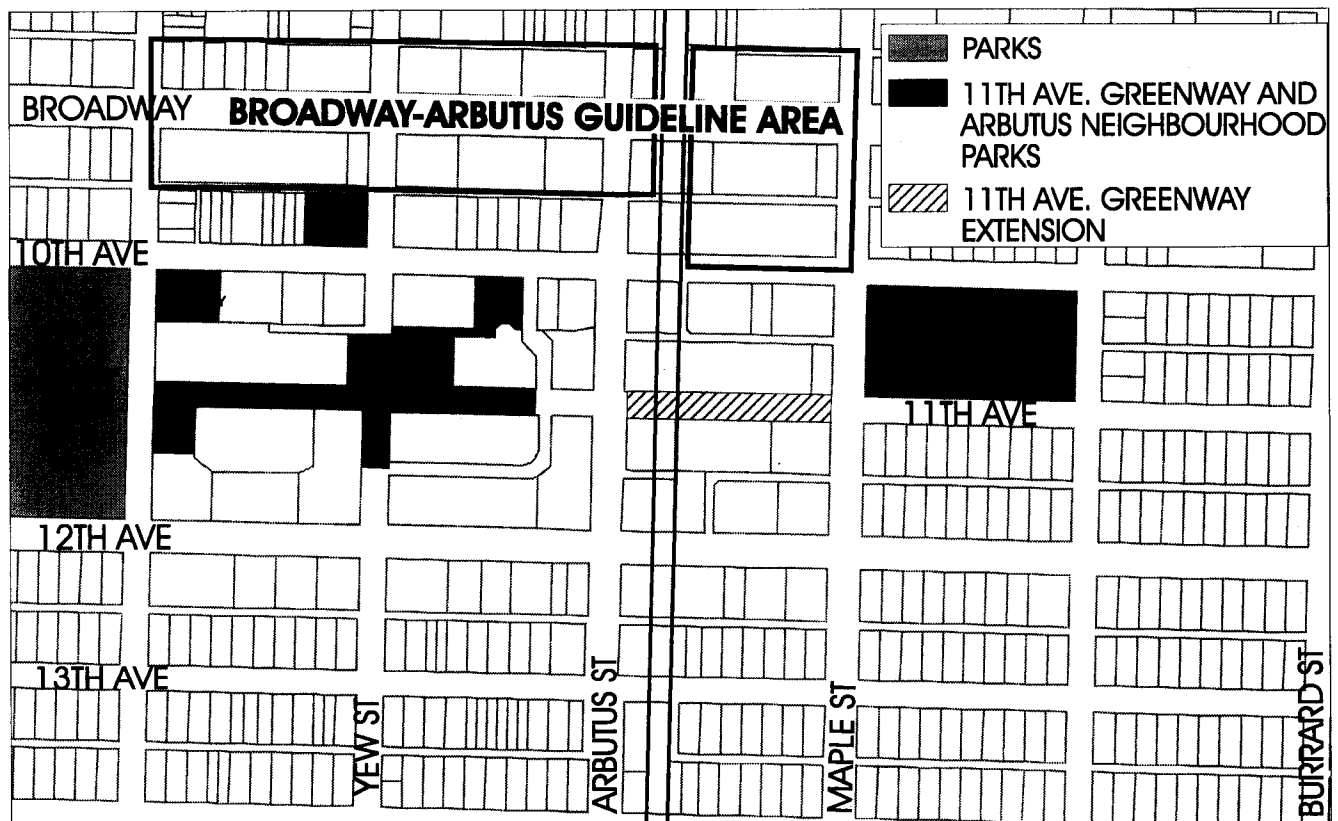 PARKS
11TH AVE. GREENWAY AND
ARBUTUS NEIGHBOURHOOD
PARKS
11TH AVE. GREENWAY
EXTENSION
BROADWAY
BROADWAY-ARBUTUS GUIDELINE AREA
10TH AVE
11TH AVE
12TH AVE
13TH AVE
YEW ST
ARBUTUS ST
MAPLE ST
BURRARD ST